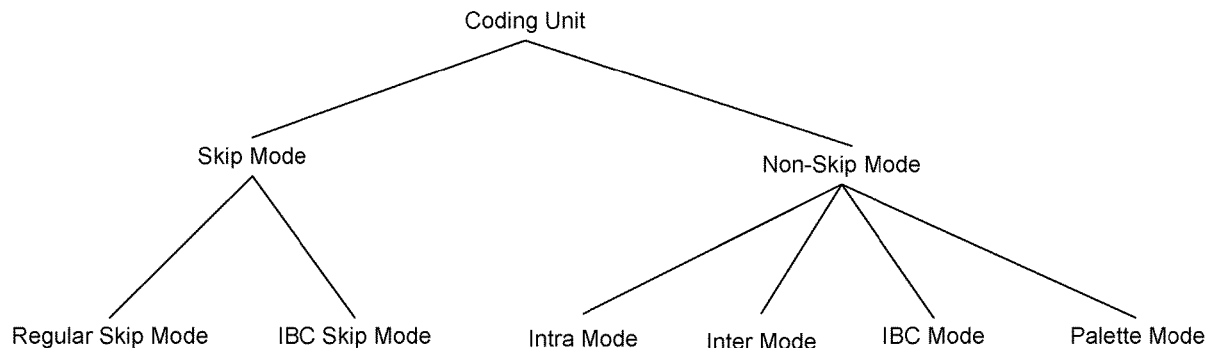 Coding Unit
Skip Mode
Non-Skip Mode
Regular Skip Mode
IBC Skip Mode
Intra Mode
Inter Mode
IBC Mode
Palette Mode